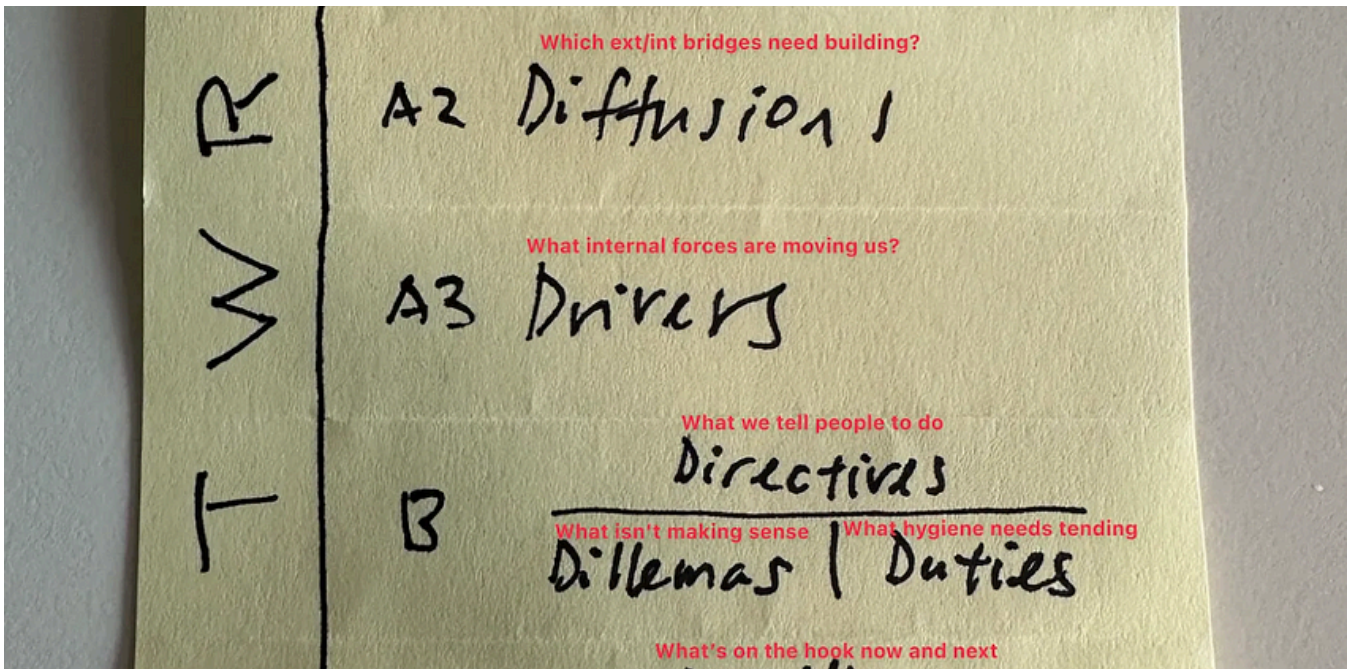 Which ext/int bridges need building?
R
A2 Diffusions
What internal forces are moving us?
W
A3 Drivers
What we tell people to do
Directives
T
B
What isn't making sense | What hygiene needs tending
Dillemas | Duties
What's on the hook now and next